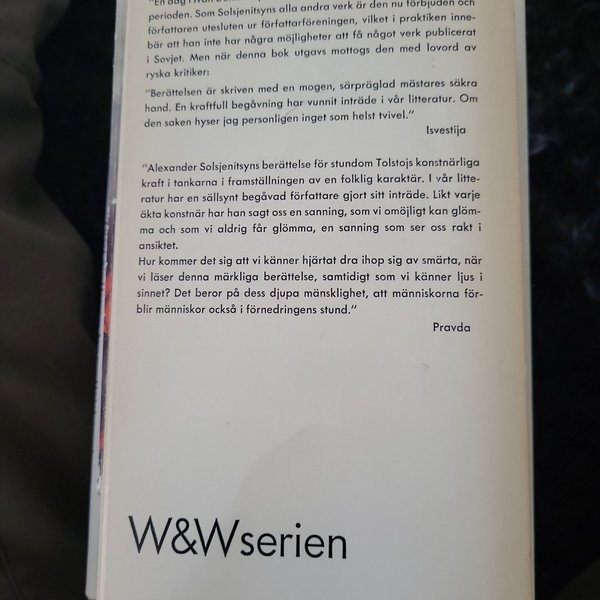 "En dag i Ivan
perioden. Som Solsjenitsyns alla andra verk är den nu förbjuden och
författaren utesluten ur författarföreningen, vilket i praktiken inne-
bär att han inte har några möjligheter att få något verk publicerat
i Sovjet. Men när denna bok utgavs mottogs den med lovord av
ryska kritiker:
"Berättelsen är skriven med en mogen, särpräglad mästares säkra
hand. En kraftfull begåvning har vunnit inträde i vår litteratur. Om
den saken hyser jag personligen inget som helst tvivel."
Isvestija
"Alexander Solsjenitsyns berättelse för stundom Tolstojs konstnärliga
kraft i tankarna i framställningen av en folklig karaktär. I vår litte-
ratur har en sällsynt begåvad författare gjort sitt inträde. Likt varje
äkta konstnär har han sagt oss en sanning, som vi omöjligt kan glöm-
ma och som vi aldrig får glömma, en sanning som ser oss rakt i
ansiktet.
Hur kommer det sig att vi känner hjärtat dra ihop sig av smärta, när
vi läser denna märkliga berättelse, samtidigt som vi känner ljus i
sinnet? Det beror på dess djupa mänsklighet, att människorna för-
blir människor också i förnedringens stund."
Pravda
W&Wserien